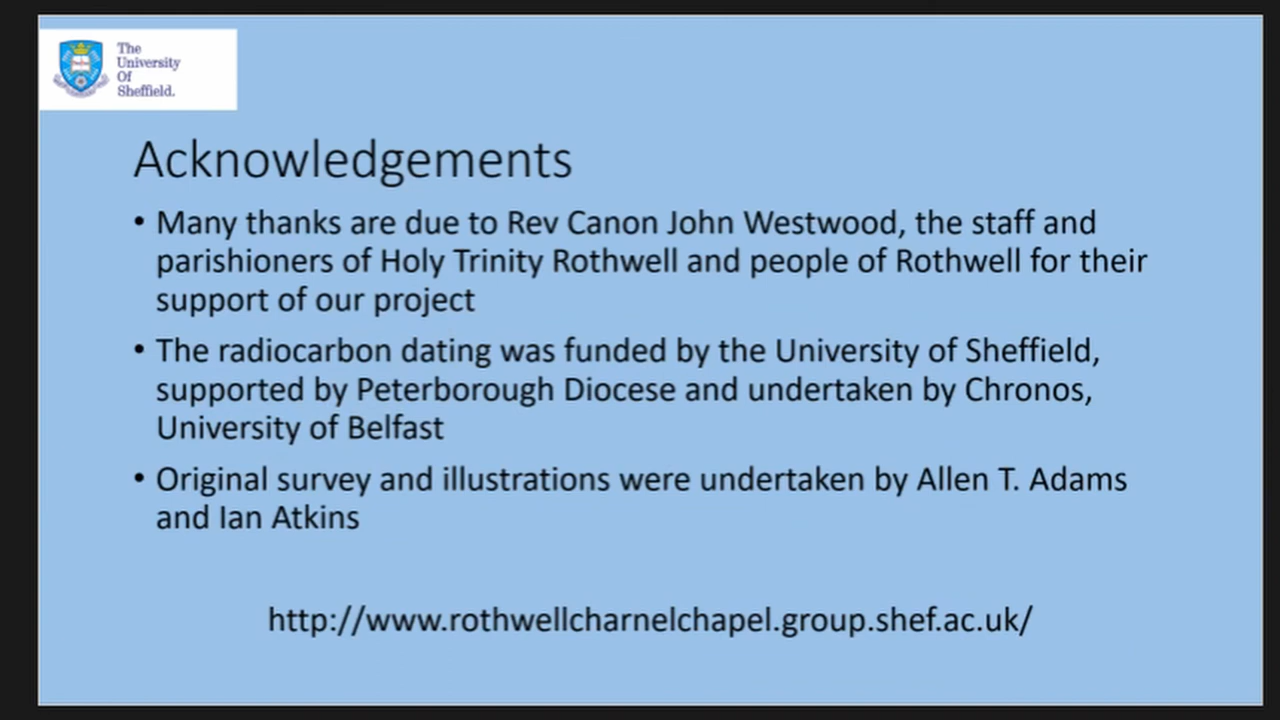 The
University
Of
Sheffield.
Acknowledgements
• Many thanks are due to Rev Canon John Westwood, the staff and
parishioners of Holy Trinity Rothwell and people of Rothwell for their
support of our project
• The radiocarbon dating was funded by the University of Sheffield,
supported by Peterborough Diocese and undertaken by Chronos,
University of Belfast
• Original survey and illustrations were undertaken by Allen T. Adams
and Ian Atkins
http://www.rothwellcharnelchapel.group.shef.ac.uk/